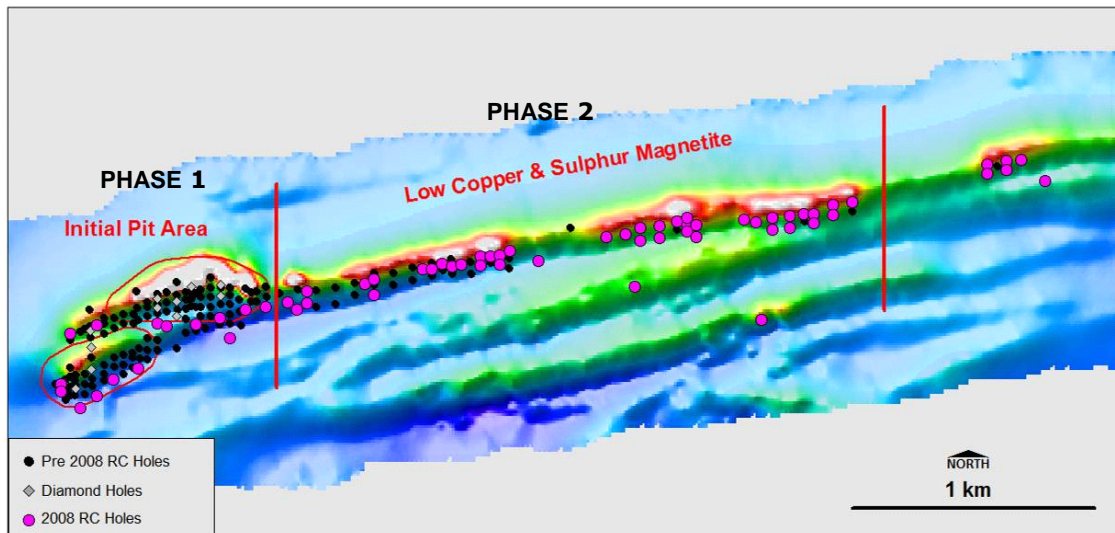 PHASE 2
Low Copper & Sulphur Magnetite
PHASE 1
Initial Pit Area
Pre 2008 RC Holes
Diamond Holes
2008 RC Holes
NORTH
1 km